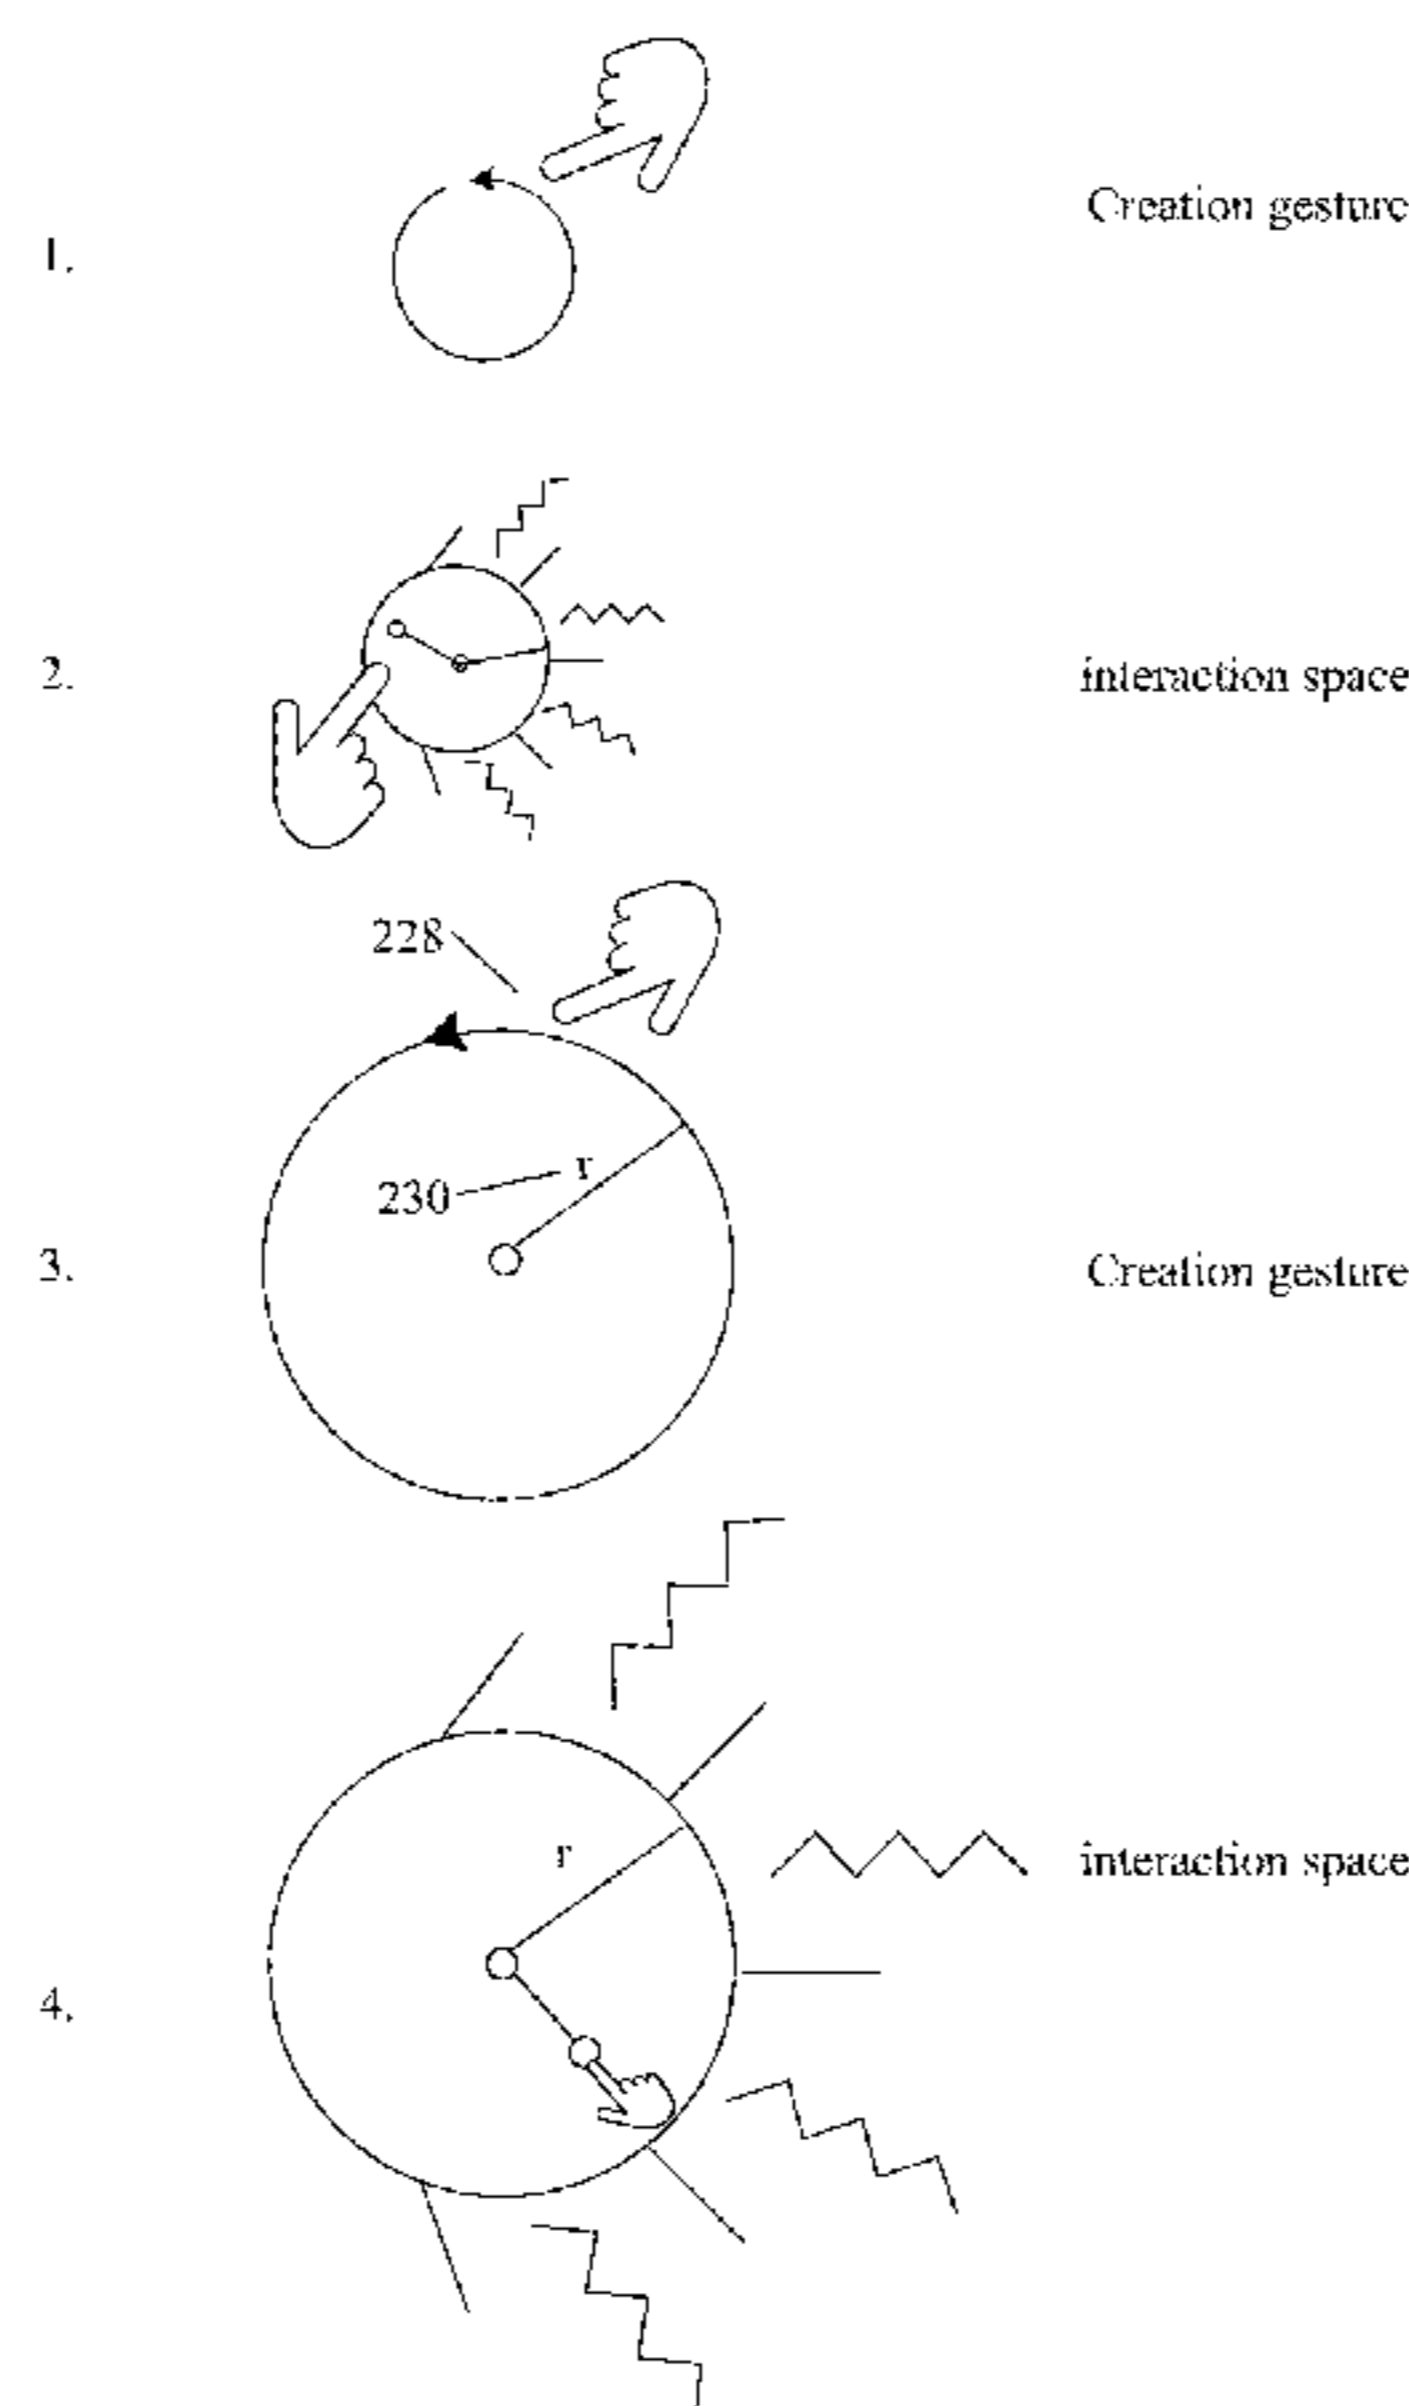 Creation gesture
1.
2.
interaction space
228
r
230
3.
Creation gesture
r
interaction space
4.